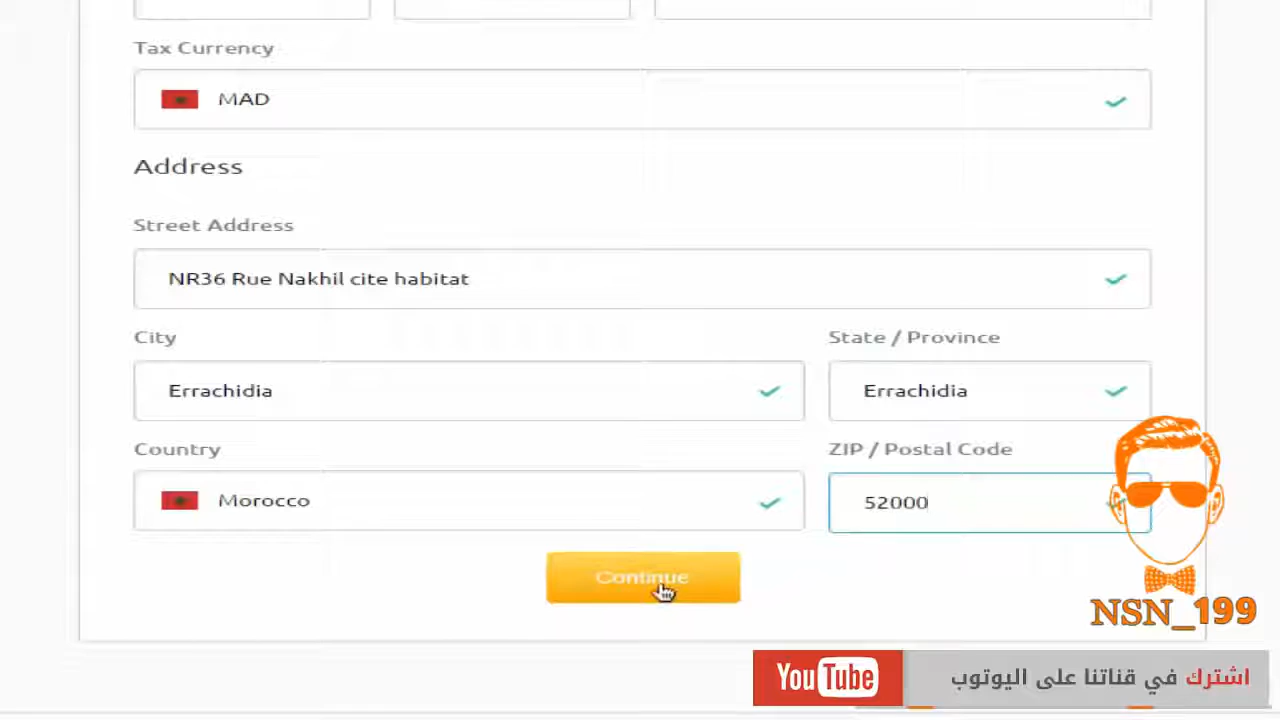 Tax Currency
MAD
Address
Street Address
NR36 Rue Nakhil cite habitat
City
State / Province
Errachidia
Errachidia
Country
ZIP / Postal Code
Morocco
52000
Continue
NSN_199
YouTube
اشترك في قناتنا على اليوتوب